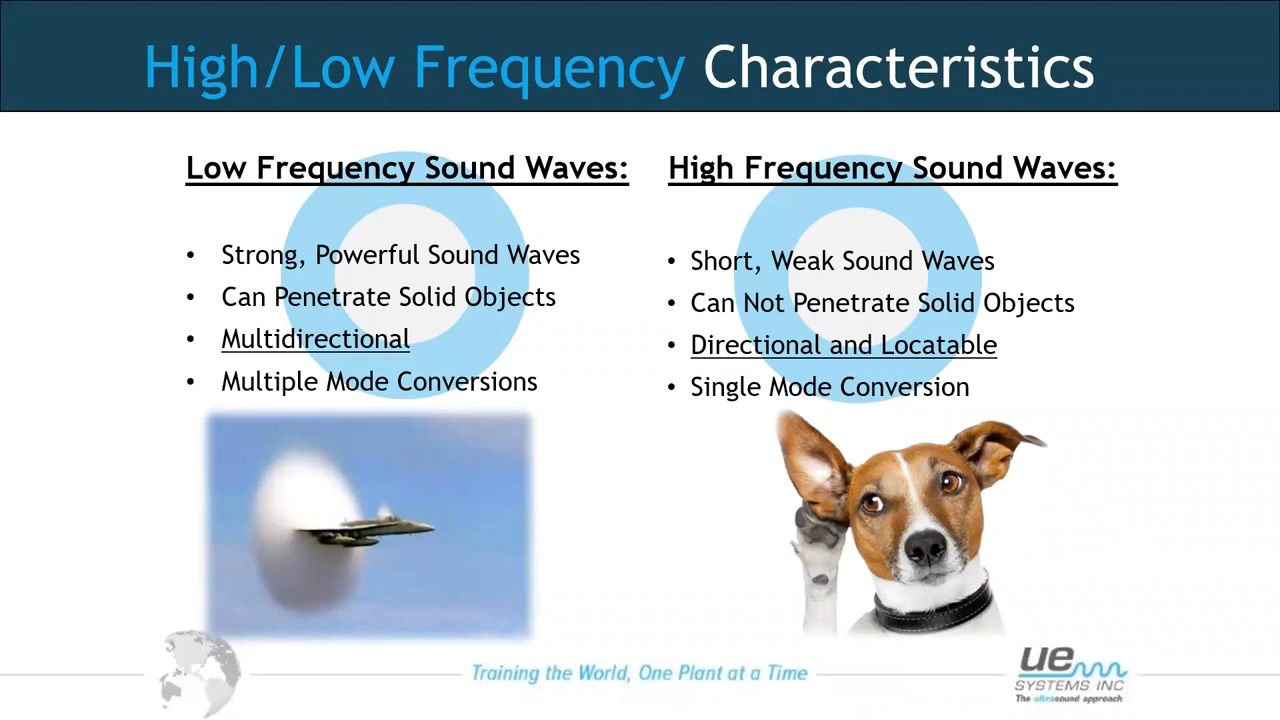 High/Low Frequency Characteristics
Low Frequency Sound Waves:
• Strong, Powerful Sound Waves
• Can Penetrate Solid Objects
• Multidirectional
• Multiple Mode Conversions
High Frequency Sound Waves:
• Short, Weak Sound Waves
• Can Not Penetrate Solid Objects
• Directional and Locatable
• Single Mode Conversion
Training the World, One Plant at a Time
ue
SYSTEMS INC
The ultrasound approach